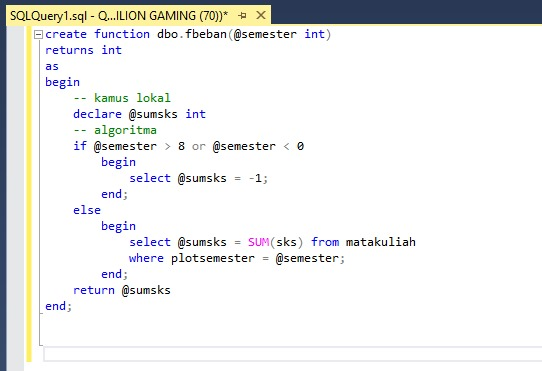 SQLQuery1.sql - Q...ILION GAMING (70))*
create function dbo.fbeban(@semester int)
returns int
as
begin
-- kamus lokal
declare @sumsks int
-- algoritma
if @semester > 8 or @semester < 0
begin
select @sumsks = -1;
end;
else
begin
select @sumsks = SUM(sks) from matakuliah
where plotsemester = @semester;
end;
return @sumsks
end;